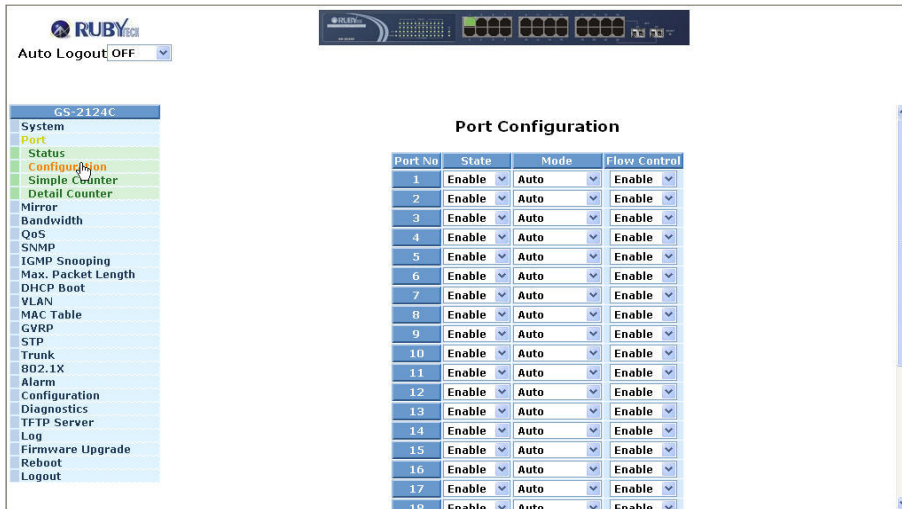 RUBYTECH
RUBYTECH
Auto Logout OFF
GS-2124C
System
Port
Status
Configuration
Simple Counter
Detail Counter
Mirror
Bandwidth
QoS
SNMP
IGMP Snooping
Max. Packet Length
DHCP Boot
VLAN
MAC Table
GVRP
STP
Trunk
802.1X
Alarm
Configuration
Diagnostics
TFTP Server
Log
Firmware Upgrade
Reboot
Logout
Port Configuration
Port No State Mode Flow Control
1 Enable Auto Enable
2 Enable Auto Enable
3 Enable Auto Enable
4 Enable Auto Enable
5 Enable Auto Enable
6 Enable Auto Enable
7 Enable Auto Enable
8 Enable Auto Enable
9 Enable Auto Enable
10 Enable Auto Enable
11 Enable Auto Enable
12 Enable Auto Enable
13 Enable Auto Enable
14 Enable Auto Enable
15 Enable Auto Enable
16 Enable Auto Enable
17 Enable Auto Enable
18 Enable Auto Enable